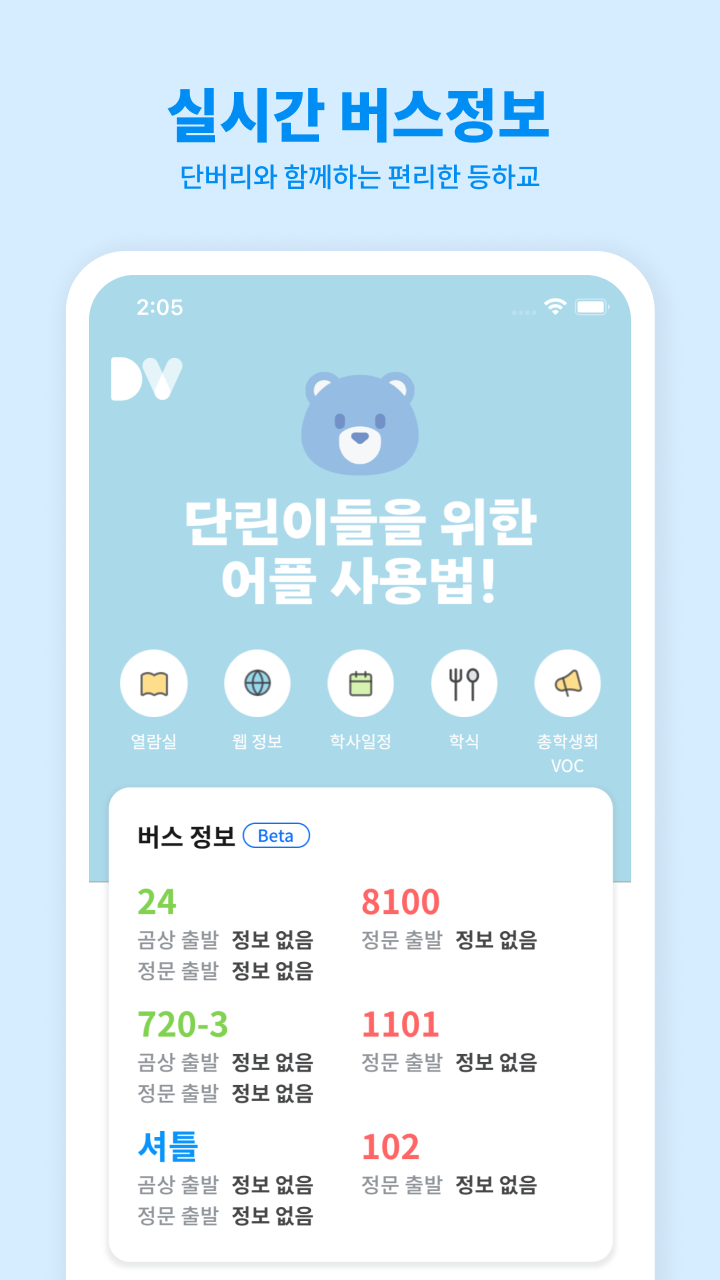 실시간 버스정보
단버리와 함께하는 편리한 등하교
2:05
DV
단린이들을 위한
어플 사용법!
열람실 웹 정보 학사일정 학식 총학생회
VOC
버스 정보 Beta
24 8100
곰상 출발 정보 없음 정문 출발 정보 없음
정문 출발 정보 없음
720-3 1101
곰상 출발 정보 없음 정문 출발 정보 없음
정문 출발 정보 없음
셔틀 102
곰상 출발 정보 없음 정문 출발 정보 없음
정문 출발 정보 없음